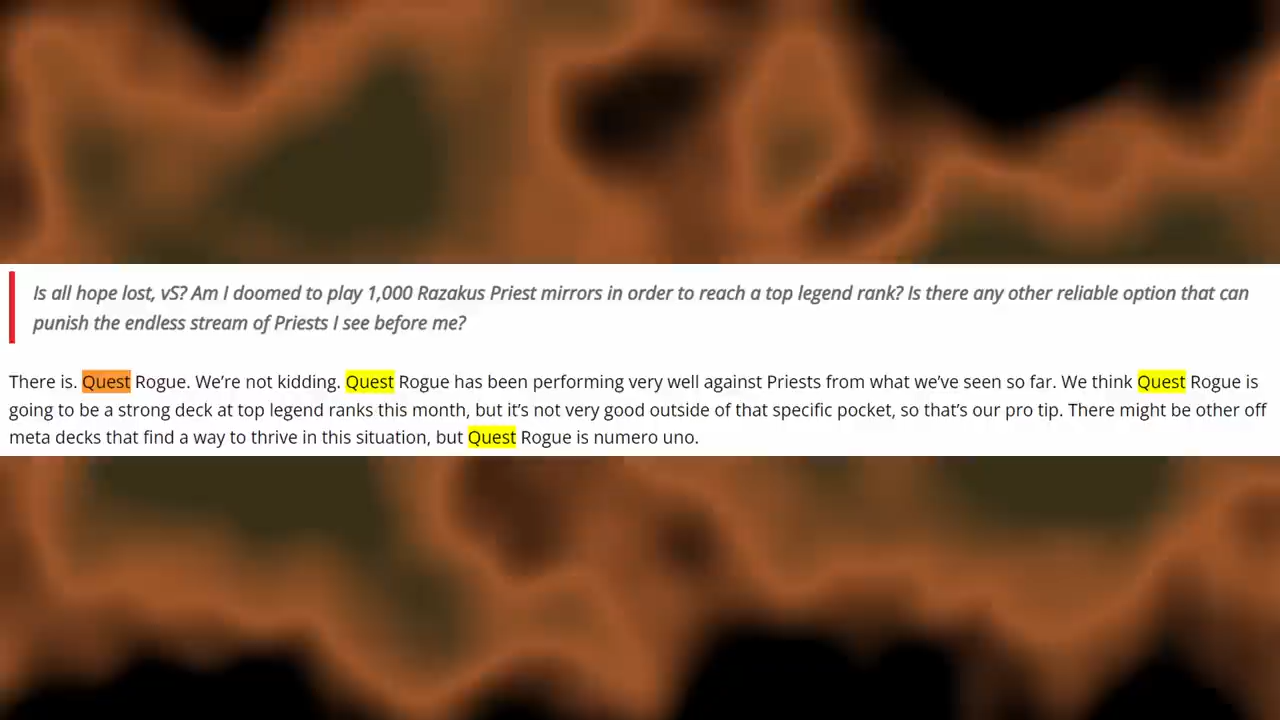 Is all hope lost, vS? Am I doomed to play 1,000 Razakus Priest mirrors in order to reach a top legend rank? Is there any other reliable option that can
punish the endless stream of Priests I see before me?
There is. Quest Rogue. We’re not kidding. Quest Rogue has been performing very well against Priests from what we’ve seen so far. We think Quest Rogue is
going to be a strong deck at top legend ranks this month, but it’s not very good outside of that specific pocket, so that’s our pro tip. There might be other off
meta decks that find a way to thrive in this situation, but Quest Rogue is numero uno.